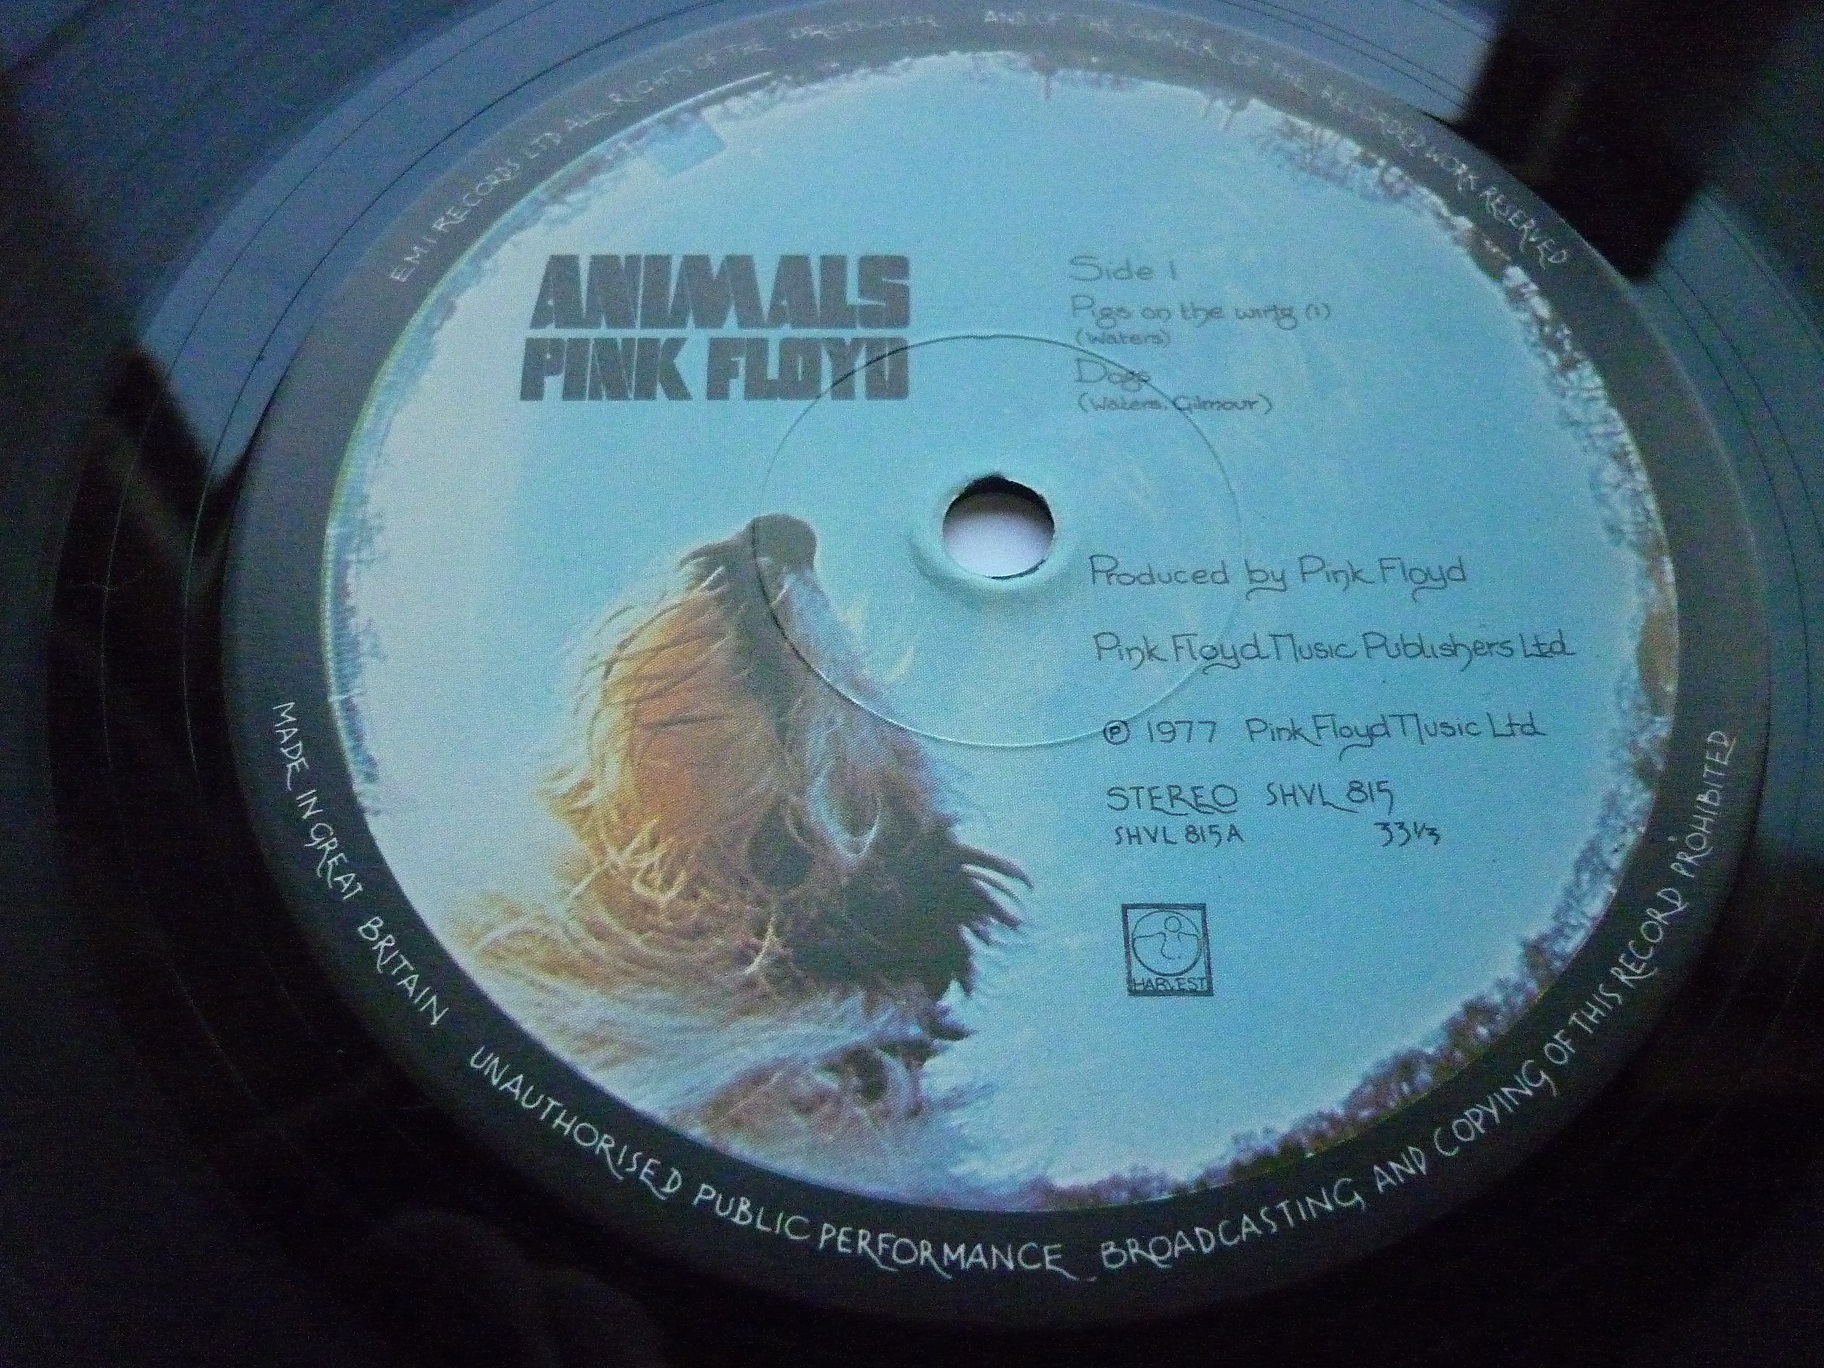 E M I RECORDS LTD. ALL RIGHTS OF THE PRODUCER AND OF THE OWNER OF THE RECORDED WORK RESERVED
ANIMALS
PINK FLOYD
Side 1
Pigs on the wing (1)
(Waters)
Dogs
(Waters, Gilmour)
Produced by Pink Floyd
Pink Floyd Music Publishers Ltd
℗ 1977 Pink Floyd Music Ltd
STEREO SHVL 815
SHVL 815 A 33 1/3
HARVEST
MADE IN GREAT BRITAIN UNAUTHORISED PUBLIC PERFORMANCE BROADCASTING AND COPYING OF THIS RECORD PROHIBITED